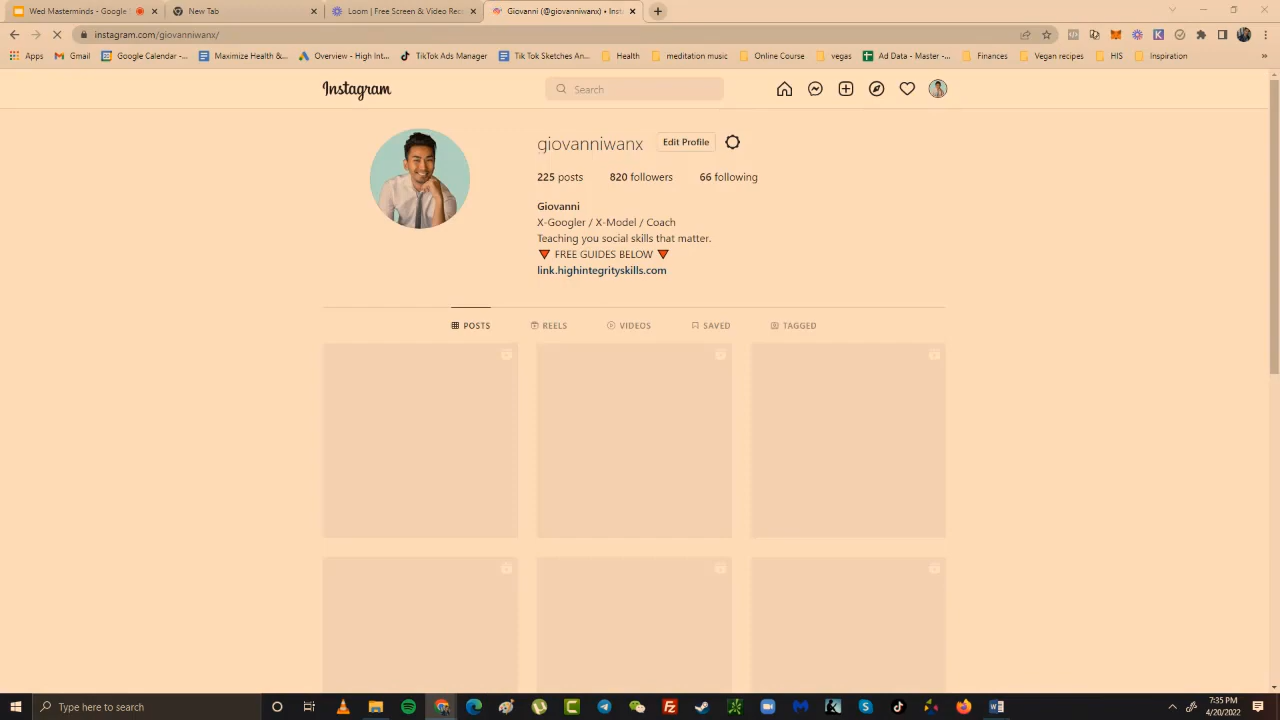 Wed Masterminds - Google
New Tab
Loom | Free Screen & Video Rec
Giovanni (@giovanniwanx) • Inst
instagram.com/giovanniwanx/
Apps
Gmail
Google Calendar -...
Maximize Health &...
Overview - High Int...
TikTok Ads Manager
Tik Tok Sketches An...
Health
meditation music
Online Course
vegas
Ad Data - Master -...
Finances
Vegan recipes
HIS
Inspiration
»
Instagram
Search
giovanniwanx
Edit Profile
225 posts 820 followers 66 following
Giovanni
X-Googler / X-Model / Coach
Teaching you social skills that matter.
🔻 FREE GUIDES BELOW 🔻
link.highintegrityskills.com
POSTS
REELS
VIDEOS
SAVED
TAGGED
Type here to search
7:35 PM
4/20/2022